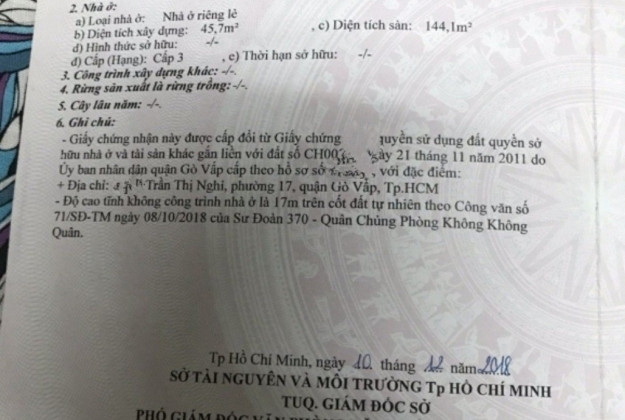 2. Nhà ở:
a) Loại nhà ở: Nhà ở riêng lẻ
b) Diện tích xây dựng: 45,7m² , c) Diện tích sàn: 144,1m²
d) Hình thức sở hữu: -/-
đ) Cấp (Hạng): Cấp 3 , e) Thời hạn sở hữu: -/-
3. Công trình xây dựng khác: -/-.
4. Rừng sản xuất là rừng trồng: -/-.
5. Cây lâu năm: -/-.
6. Ghi chú:
- Giấy chứng nhận này được cấp đổi từ Giấy chứng quyền sử dụng đất quyền sở
hữu nhà ở và tài sản khác gắn liền với đất số CH00 ngày 21 tháng 11 năm 2011 do
Ủy ban nhân dân quận Gò Vấp cấp theo hồ sơ số , với đặc điểm:
+ Địa chỉ: Trần Thị Nghỉ, phường 17, quận Gò Vấp, Tp.HCM
- Độ cao tĩnh không công trình nhà ở là 17m trên cốt đất tự nhiên theo Công văn số
71/SĐ-TM ngày 08/10/2018 của Sư Đoàn 370 - Quân Chủng Phòng Không Không
Quân.
Tp Hồ Chí Minh, ngày 10 tháng 12 năm 2018
SỞ TÀI NGUYÊN VÀ MÔI TRƯỜNG Tp HỒ CHÍ MINH
TUQ. GIÁM ĐỐC SỞ
PHÓ GIÁM ĐỐC VĂN PHÒNG